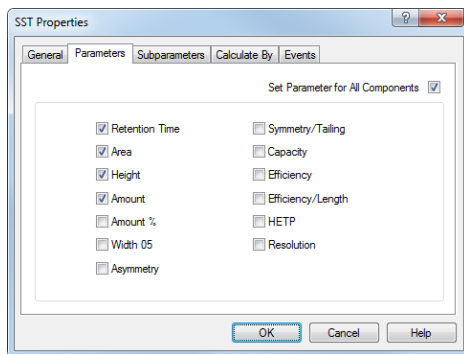 SST Properties
General Parameters Subparameters Calculate By Events
Set Parameter for All Components
Retention Time Symmetry/Tailing
Area Capacity
Height Efficiency
Amount Efficiency/Length
Amount % HETP
Width 05 Resolution
Asymmetry
OK Cancel Help